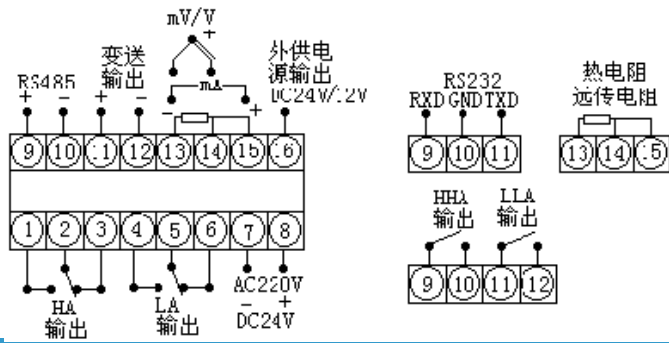 mV/V
+
变送
输出
外供电
源输出
DC24V/12V
RS485
+ - + -
mA
- +
9 10 11 12 13 14 15 16
1 2 3 4 5 6 7 8
HA
输出
LA
输出
AC220V
- +
DC24V
RS232
RXD GND TXD
9 10 11
热电阻
远传电阻
13 14 15
HHA
输出
LLA
输出
9 10 11 12